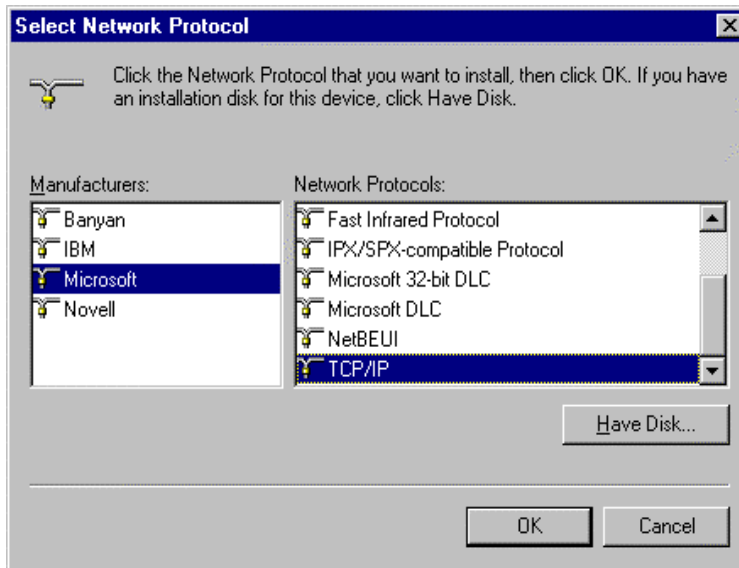 Select Network Protocol
Click the Network Protocol that you want to install, then click OK. If you have
an installation disk for this device, click Have Disk.
Manufacturers:
Banyan
IBM
Microsoft
Novell
Network Protocols:
Fast Infrared Protocol
IPX/SPX-compatible Protocol
Microsoft 32-bit DLC
Microsoft DLC
NetBEUI
TCP/IP
Have Disk...
OK
Cancel